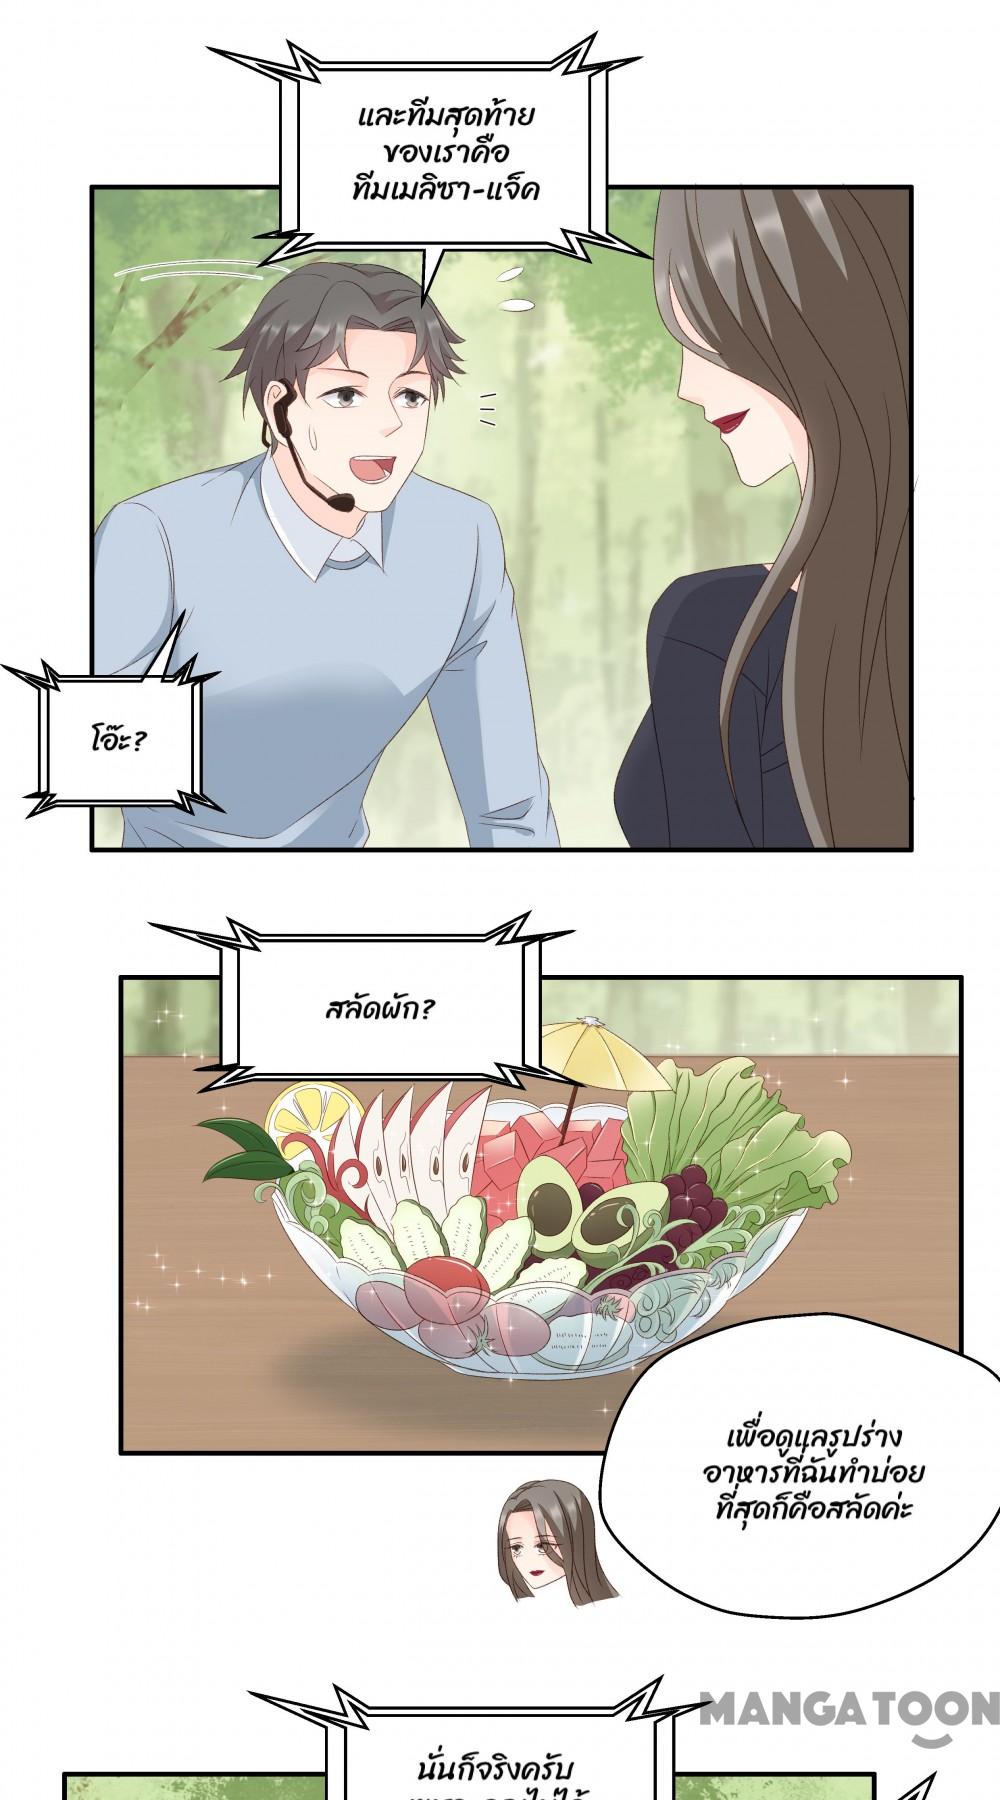 และทีมสุดท้าย
ของเราคือ
ทีมเมลิซา-แจ็ค
โอ๊ะ?
สลัดผัก?
เพื่อดูแลรูปร่าง
อาหารที่ฉันทำบ่อย
ที่สุดก็คือสลัดค่ะ
MANGATOON
นั่นก็จริงครับ